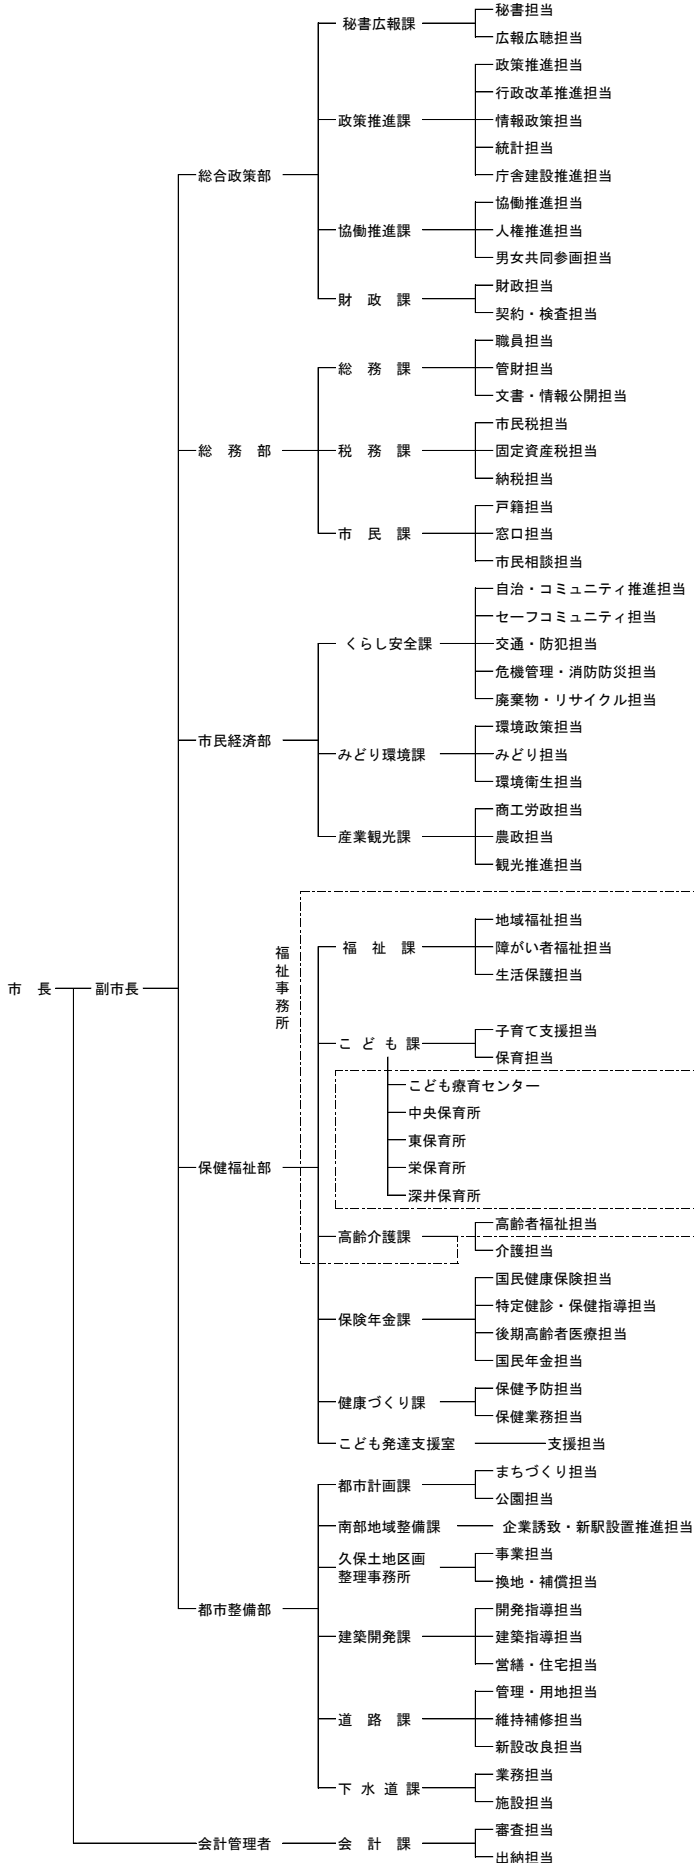 市　長
副市長
総合政策部
秘書広報課
秘書担当
広報広聴担当
政策推進課
政策推進担当
行政改革推進担当
情報政策担当
統計担当
庁舎建設推進担当
協働推進課
協働推進担当
人権推進担当
男女共同参画担当
財　政　課
財政担当
契約・検査担当
総　務　部
総　務　課
職員担当
管財担当
文書・情報公開担当
税　務　課
市民税担当
固定資産税担当
納税担当
市　民　課
戸籍担当
窓口担当
市民相談担当
市民経済部
くらし安全課
自治・コミュニティ推進担当
セーフコミュニティ担当
交通・防犯担当
危機管理・消防防災担当
廃棄物・リサイクル担当
みどり環境課
環境政策担当
みどり担当
環境衛生担当
産業観光課
商工労政担当
農政担当
観光推進担当
保健福祉部
福祉事務所
福　祉　課
地域福祉担当
障がい者福祉担当
生活保護担当
こ　ど　も　課
子育て支援担当
保育担当
こども療育センター
中央保育所
東保育所
栄保育所
深井保育所
高齢介護課
高齢者福祉担当
介護担当
保険年金課
国民健康保険担当
特定健診・保健指導担当
後期高齢者医療担当
国民年金担当
健康づくり課
保健予防担当
保健業務担当
こども発達支援室
支援担当
都市整備部
都市計画課
まちづくり担当
公園担当
南部地域整備課
企業誘致・新駅設置推進担当
久保土地区画
整理事務所
事業担当
換地・補償担当
建築開発課
開発指導担当
建築指導担当
営繕・住宅担当
道　路　課
管理・用地担当
維持補修担当
新設改良担当
下　水　道　課
業務担当
施設担当
会計管理者
会　計　課
審査担当
出納担当